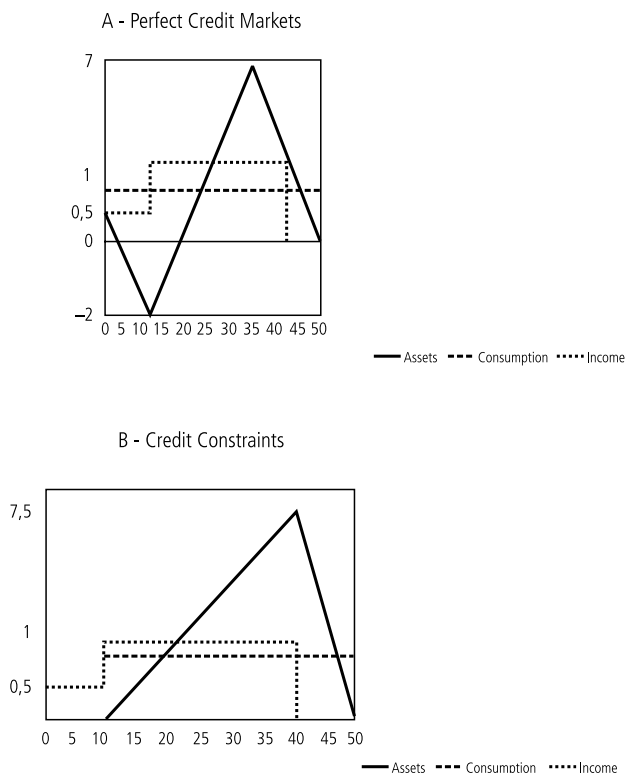 A - Perfect Credit Markets
7
1
0,5
0
–2
0 5 10 15 20 25 30 35 40 45 50
Assets Consumption Income
B - Credit Constraints
7,5
1
0,5
0 5 10 15 20 25 30 35 40 45 50
Assets Consumption Income